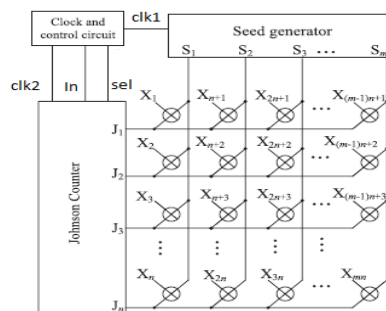 Clock and control circuit
clk1
Seed generator
S1 S2 S3 ... Sm
clk2 In sel
Johnson Counter
X1 Xn+1 X2n+1 ... X(m-1)n+1
J1
X2 Xn+2 X2n+2 ... X(m-1)n+2
J2
X3 Xn+3 X2n+3 ... X(m-1)n+3
J3
Xn X2n X3n ... Xmn
Jn